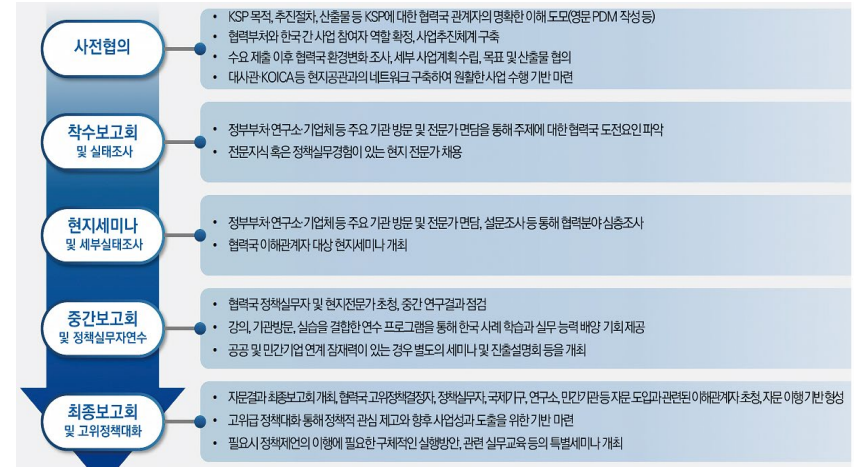 사전협의
• KSP 목적, 추진절차, 산출물 등 KSP에 대한 협력국 관계자의 명확한 이해 도모(영문 PDM 작성 등)
• 협력부처와 한국 간 사업 참여자 역할 확정, 사업추진체계 구축
• 수요 제출 이후 협력국 환경변화 조사, 세부 사업계획 수립, 목표 및 산출물 협의
• 대사관·KOICA 등 현지공관과의 네트워크 구축하여 원활한 사업 수행 기반 마련
착수보고회
및 실태조사
• 정부부처·연구소·기업체 등 주요 기관 방문 및 전문가 면담을 통해 주제에 대한 협력국 도전요인 파악
• 전문지식 혹은 정책실무경험이 있는 현지 전문가 채용
현지세미나
및 세부실태조사
• 정부부처·연구소·기업체 등 주요 기관 방문 및 전문가 면담, 설문조사 등 통해 협력분야 심층조사
• 협력국 이해관계자 대상 현지세미나 개최
중간보고회
및 정책실무자연수
• 협력국 정책실무자 및 현지전문가 초청, 중간 연구결과 점검
• 강의, 기관방문, 실습을 결합한 연수 프로그램을 통해 한국 사례 학습과 실무 능력 배양 기회 제공
• 공공 및 민간기업 연계 잠재력이 있는 경우 별도의 세미나 및 진출설명회 등을 개최
최종보고회
및 고위정책대화
• 자문결과 최종보고회 개최, 협력국 고위정책결정자, 정책실무자, 국제기구, 연구소, 민간기관 등 자문 도입과 관련된 이해관계자 초청, 자문 이행 기반 형성
• 고위급 정책대화 통해 정책적 관심 제고와 향후 사업성과 도출을 위한 기반 마련
• 필요시 정책제언의 이행에 필요한 구체적인 실행방안, 관련 실무교육 등의 특별세미나 개최